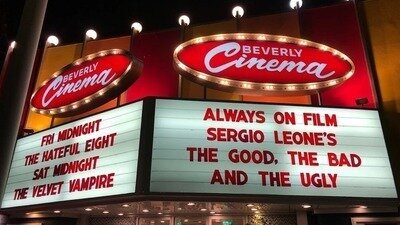 BEVERLY
Cinema
FRI MIDNIGHT
THE HATEFUL EIGHT
SAT MIDNIGHT
THE VELVET VAMPIRE
BEVERLY
Cinema
ALWAYS ON FILM
SERGIO LEONE'S
THE GOOD, THE BAD
AND THE UGLY